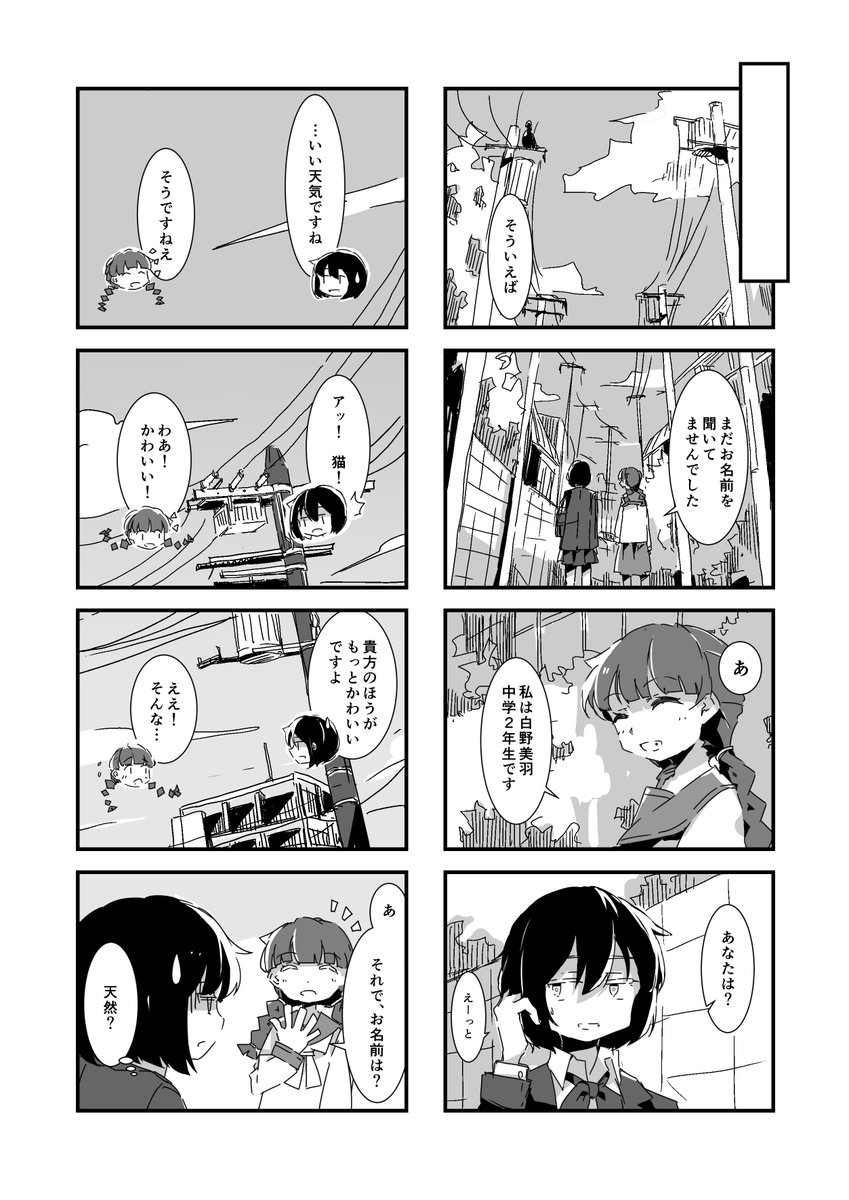 そういえば
まだお名前を
聞いて
ませんでした
あ
私は白野美羽
中学２年生です
あなたは？
えーっと
…いい天気ですね
そうですねえ
アッ！　猫！
わあ！
かわいい！
貴方のほうが
もっとかわいい
ですよ
ええ！
そんな…
あ
それで、お名前は？
天然？